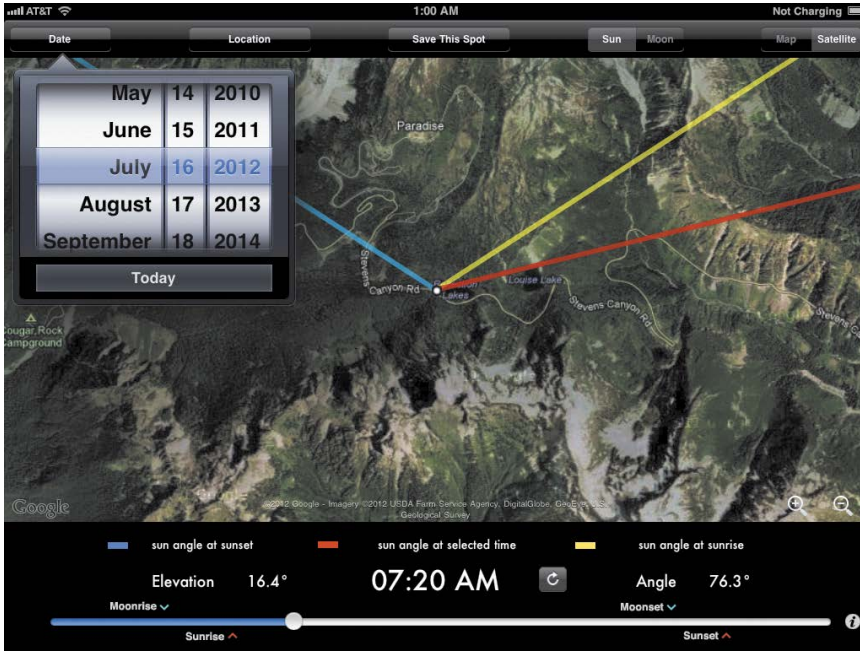 AT&T 1:00 AM Not Charging
Date Location Save This Spot Sun Moon Map Satellite
May 14 2010
June 15 2011
July 16 2012
August 17 2013
September 18 2014
Today
Paradise
Stevens
Canyon Rd
Lakes
Louise Lake
Stevens Canyon Rd
Stevens
Cougar Rock
Campground
Google
©2012 Google - Imagery ©2012 USDA Farm Service Agency, DigitalGlobe, GeoEye, U.S.
Geological Survey
sun angle at sunset sun angle at selected time sun angle at sunrise
Elevation 16.4° 07:20 AM Angle 76.3°
Moonrise Moonset
Sunrise Sunset